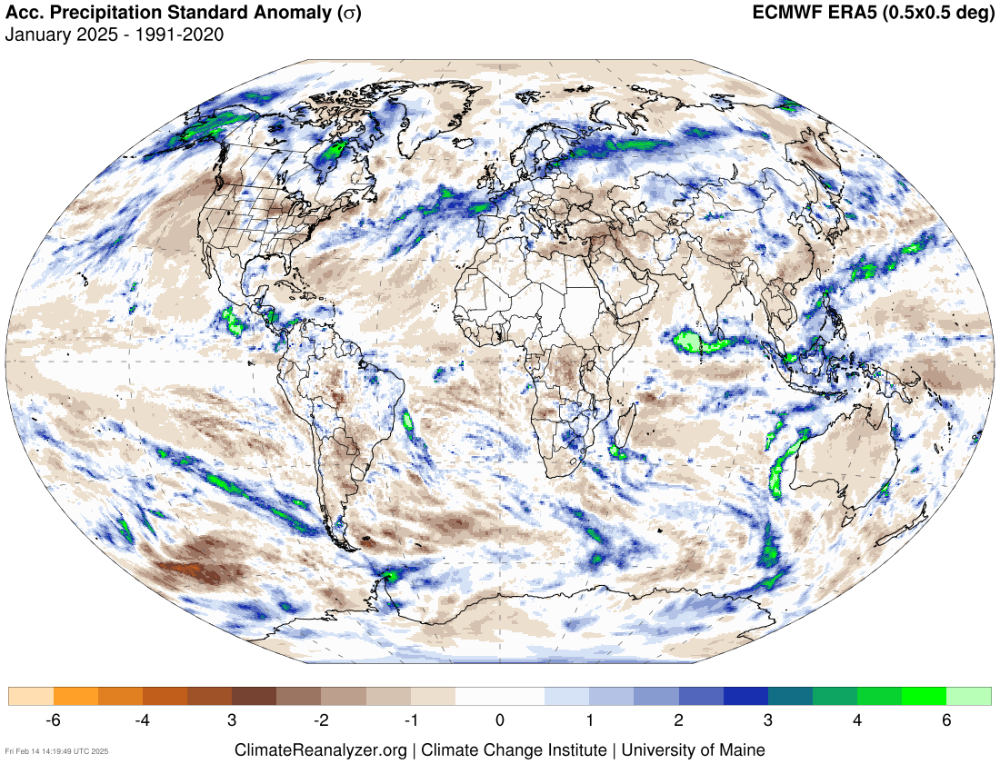 Acc. Precipitation Standard Anomaly (σ)
ECMWF ERA5 (0.5x0.5 deg)
January 2025 - 1991-2020
-6 -4 3 -2 -1 0 1 2 3 4 6
Fri Feb 14 14:19:49 UTC 2025
ClimateReanalyzer.org | Climate Change Institute | University of Maine